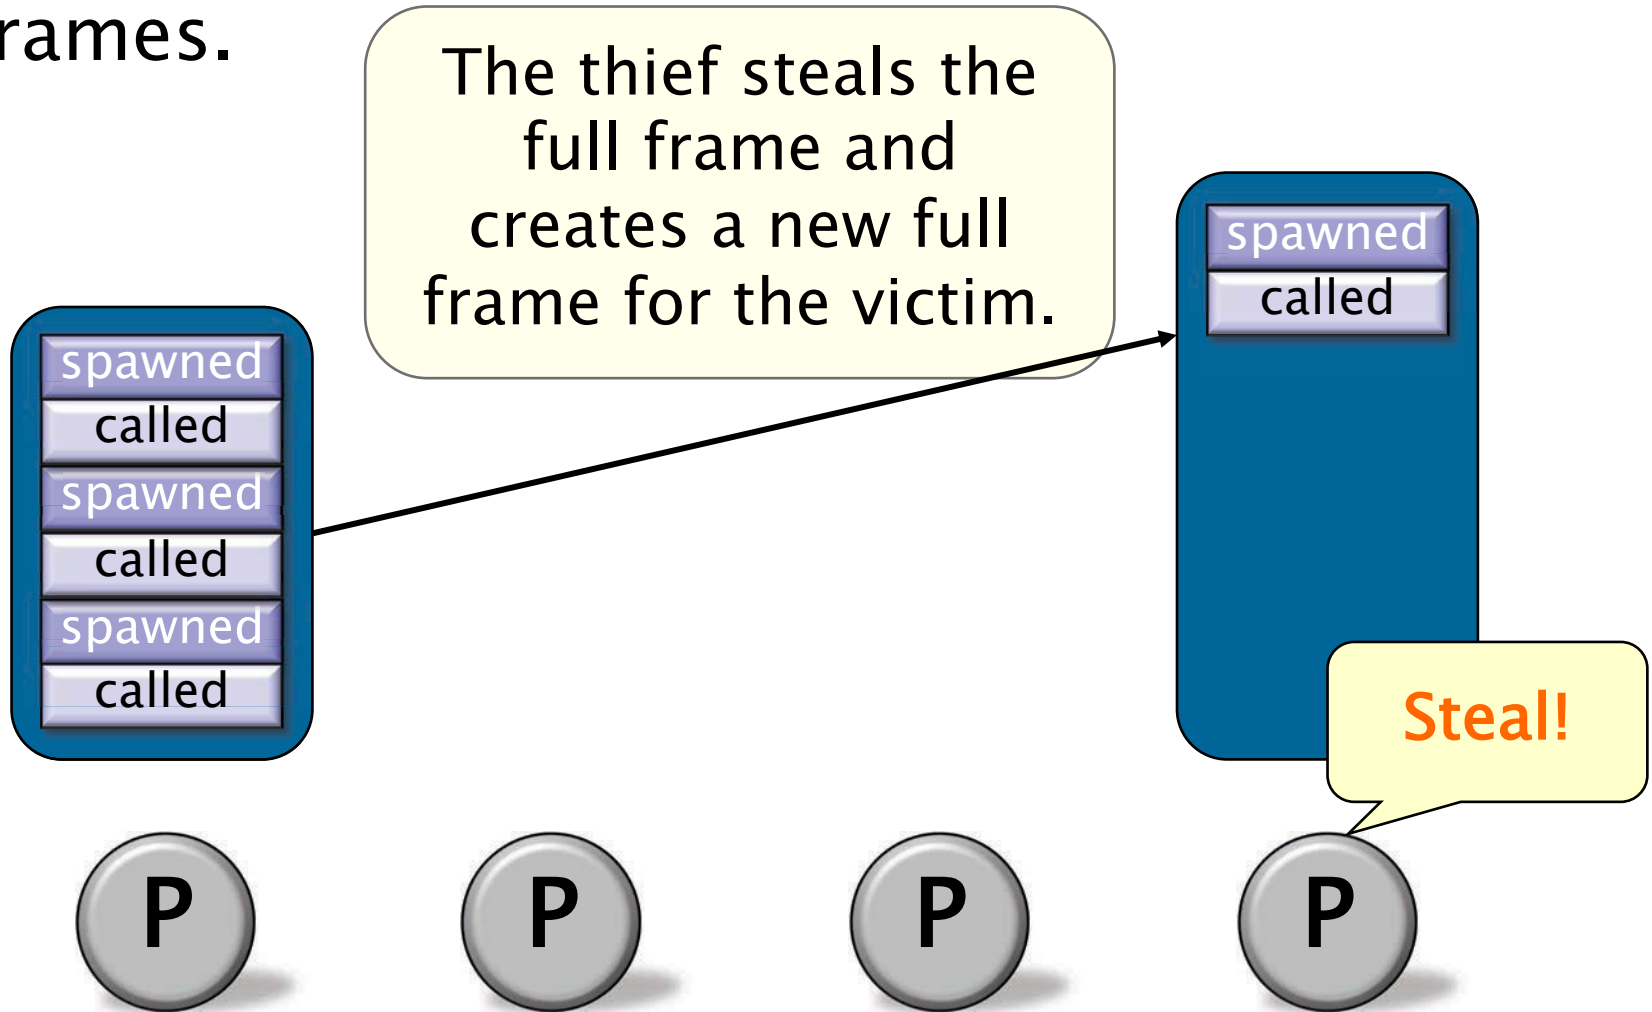 rames.
The thief steals the
full frame and
creates a new full
frame for the victim.
spawned
called
spawned
called
spawned
called
spawned
called
Steal!
P
P
P
P